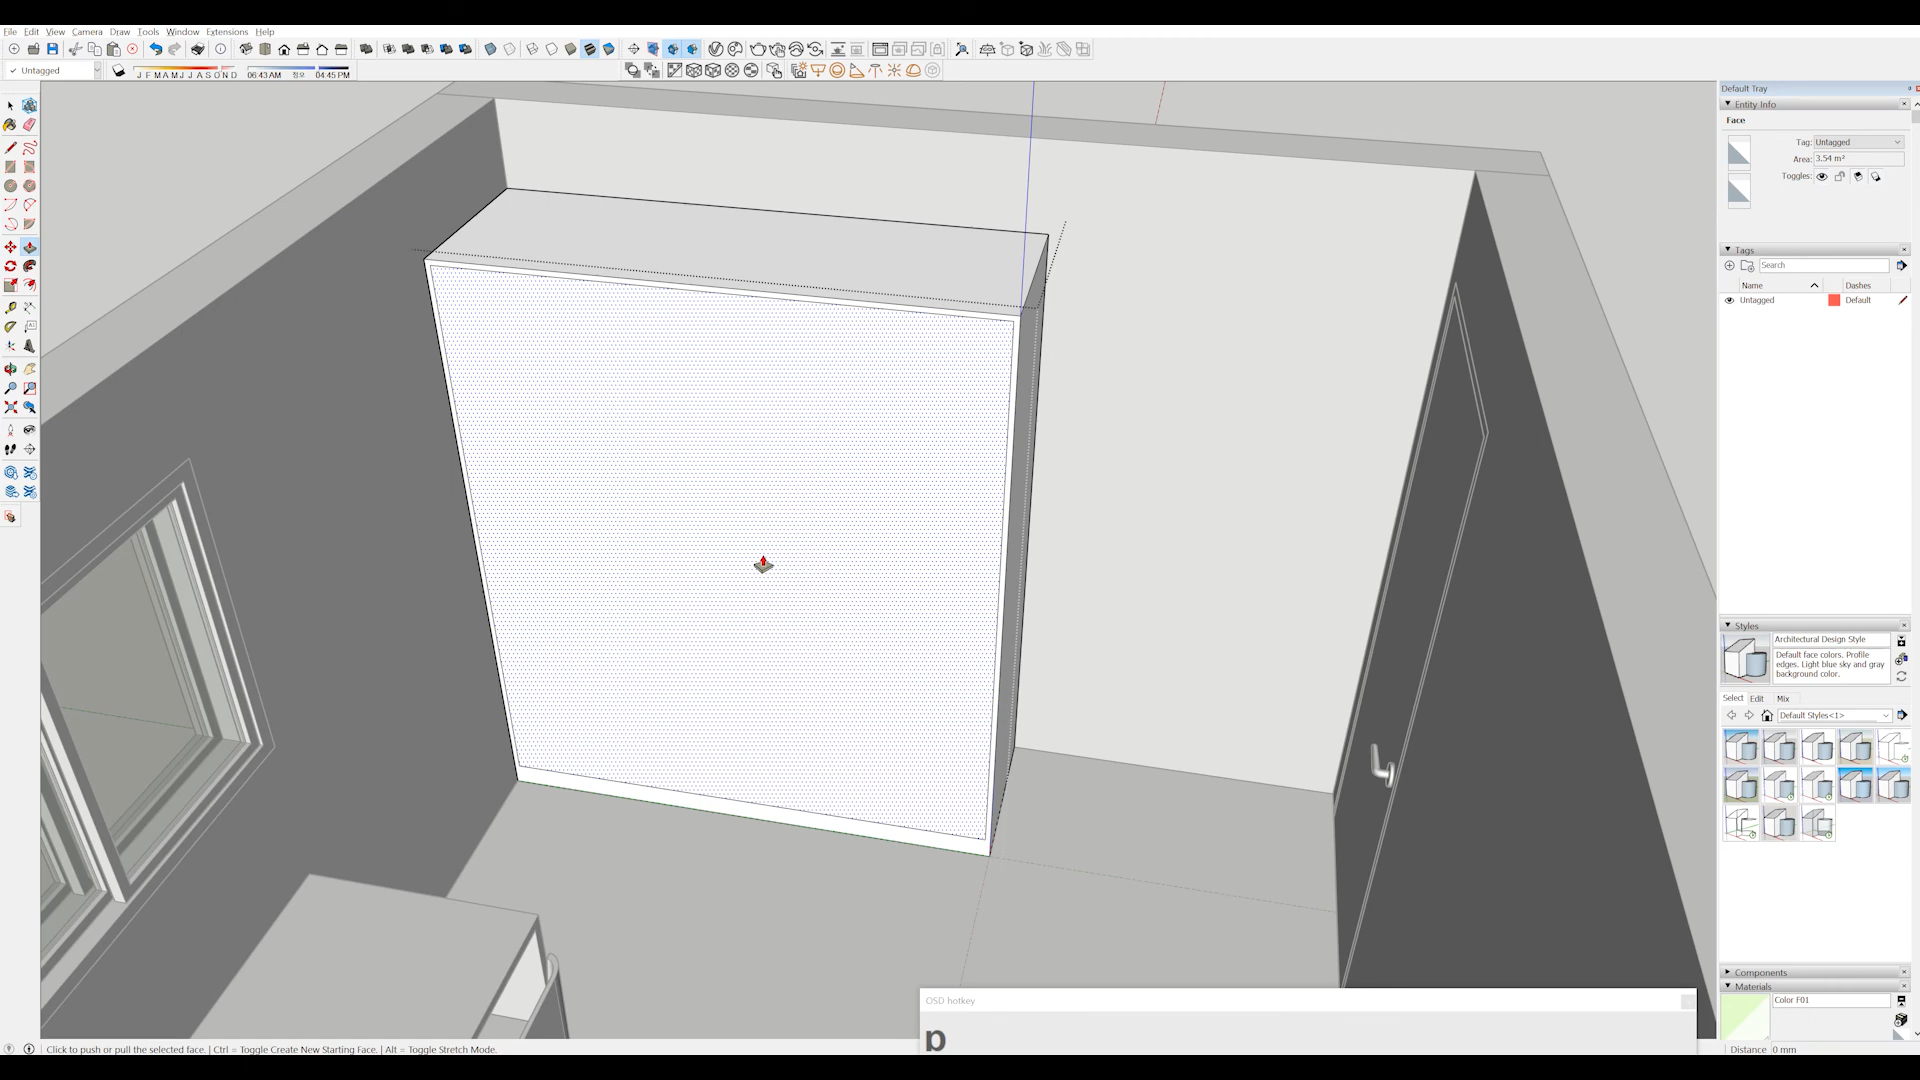 File Edit View Camera Draw Tools Window Extensions Help
Untagged
J F M A M J J A S O N D 06:43 AM 정오 04:45 PM
Default Tray
Entity Info
Face
Tag: Untagged
Area: 3.54 m²
Toggles:
Tags
Search
Name Dashes
Untagged Default
Styles
Architectural Design Style
Default face colors. Profile
edges. Light blue sky and gray
background color.
Select Edit Mix
Default Styles<1>
Components
Materials
Color F01
OSD hotkey
p
Click to push or pull the selected face. | Ctrl = Toggle Create New Starting Face. | Alt = Toggle Stretch Mode.
Distance 0 mm